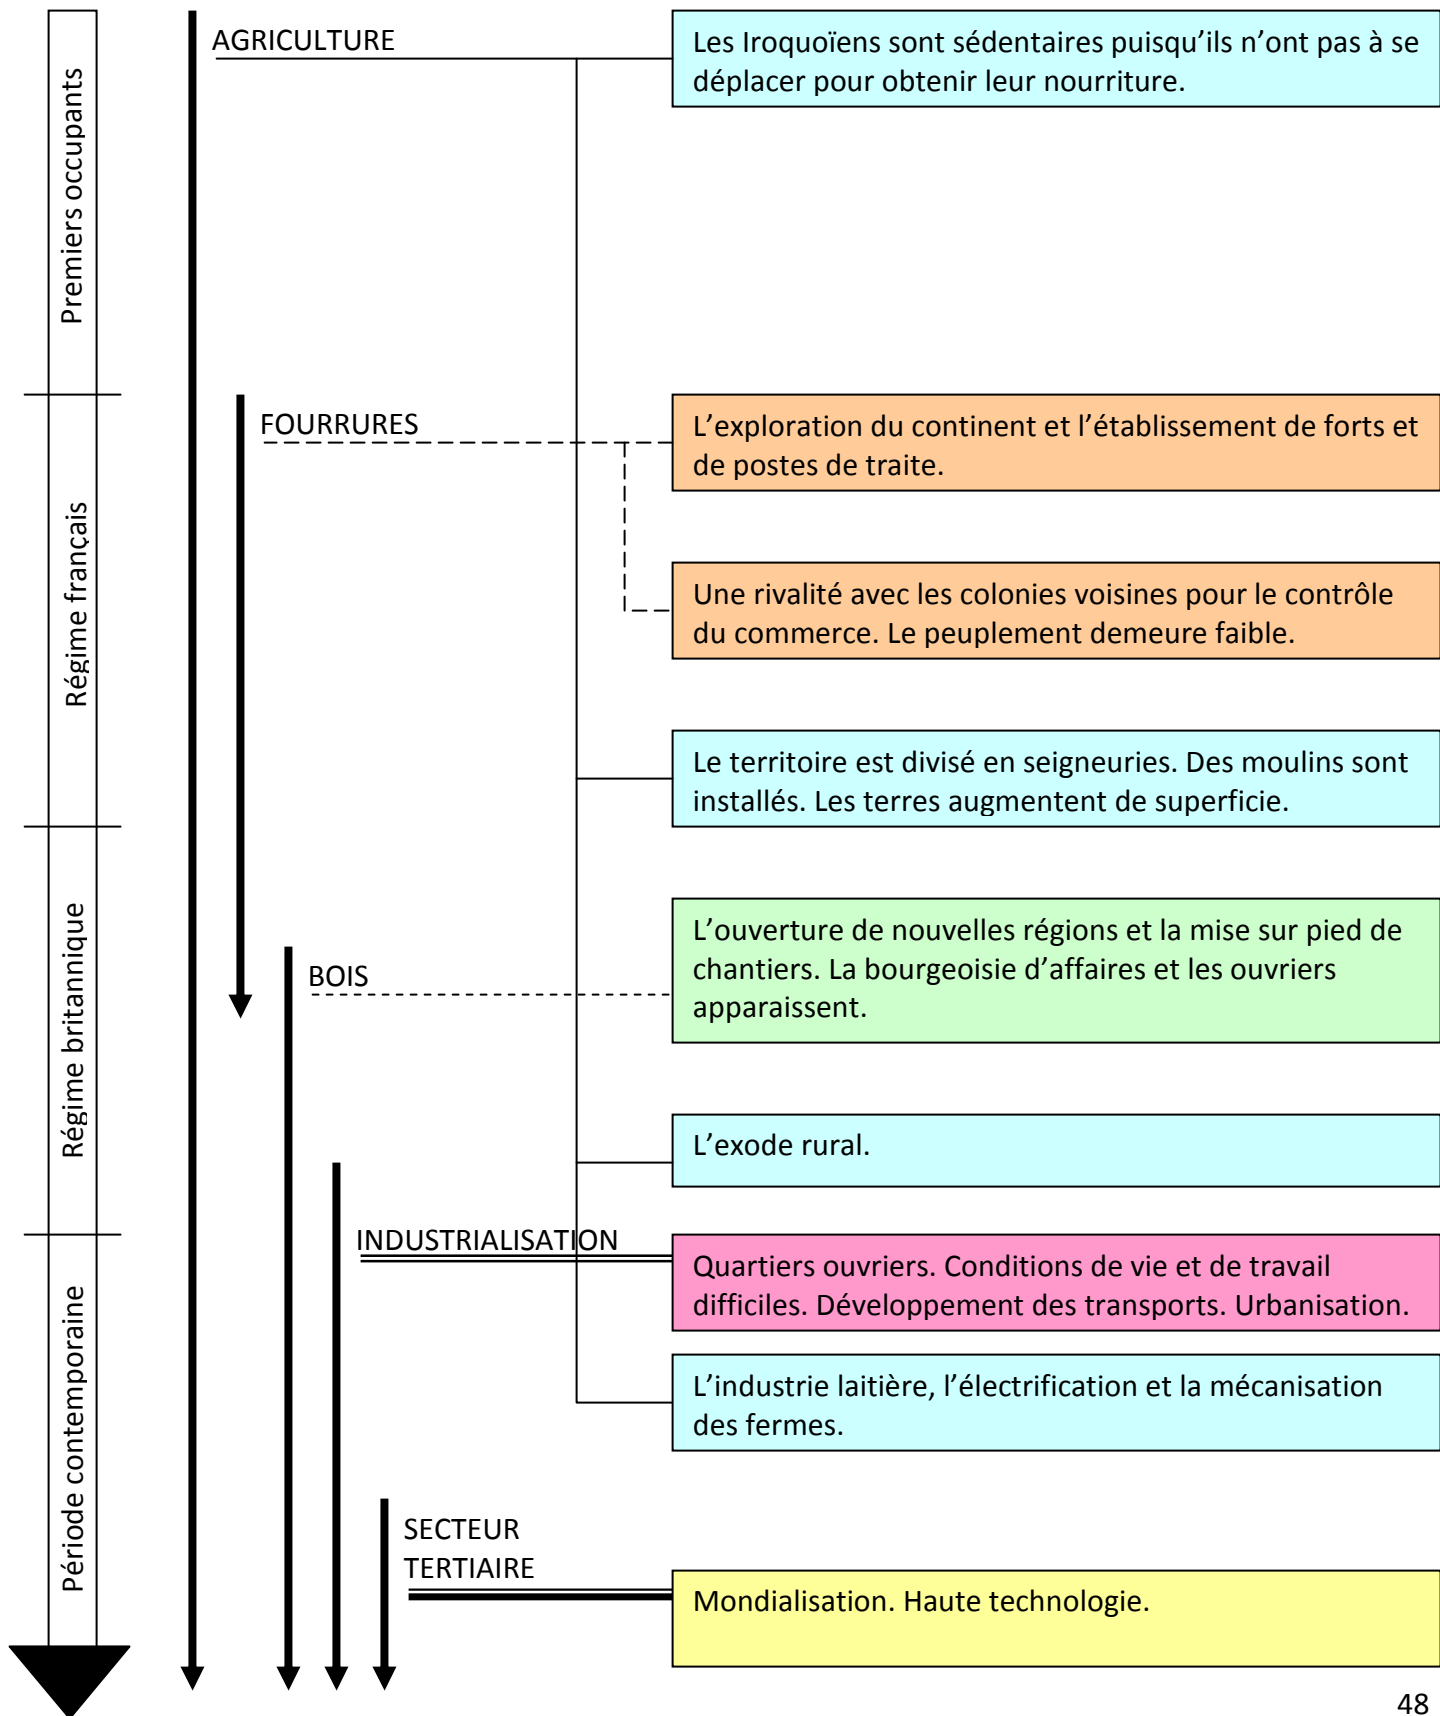 AGRICULTURE
Les Iroquoïens sont sédentaires puisqu’ils n’ont pas à se
déplacer pour obtenir leur nourriture.
Premiers occupants
FOURRURES
L’exploration du continent et l’établissement de forts et
de postes de traite.
Régime français
Une rivalité avec les colonies voisines pour le contrôle
du commerce. Le peuplement demeure faible.
Le territoire est divisé en seigneuries. Des moulins sont
installés. Les terres augmentent de superficie.
Régime britannique
BOIS
L’ouverture de nouvelles régions et la mise sur pied de
chantiers. La bourgeoisie d’affaires et les ouvriers
apparaissent.
L’exode rural.
INDUSTRIALISATION
Quartiers ouvriers. Conditions de vie et de travail
difficiles. Développement des transports. Urbanisation.
Période contemporaine
L’industrie laitière, l’électrification et la mécanisation
des fermes.
SECTEUR
TERTIAIRE
Mondialisation. Haute technologie.
48